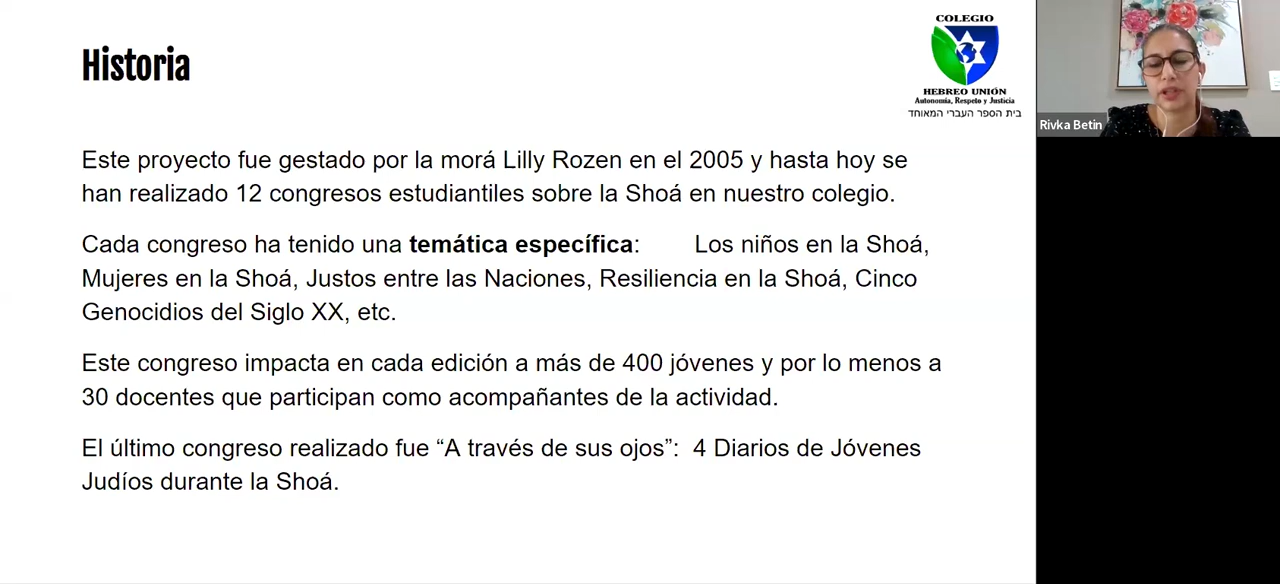 Historia
COLEGIO
HEBREO UNIÓN
Autonomía, Respeto y Justicia
בית הספר העברי המאוחד
Rivka Betin
Este proyecto fue gestado por la morá Lilly Rozen en el 2005 y hasta hoy se
han realizado 12 congresos estudiantiles sobre la Shoá en nuestro colegio.
Cada congreso ha tenido una temática específica: Los niños en la Shoá,
Mujeres en la Shoá, Justos entre las Naciones, Resiliencia en la Shoá, Cinco
Genocidios del Siglo XX, etc.
Este congreso impacta en cada edición a más de 400 jóvenes y por lo menos a
30 docentes que participan como acompañantes de la actividad.
El último congreso realizado fue “A través de sus ojos”: 4 Diarios de Jóvenes
Judíos durante la Shoá.